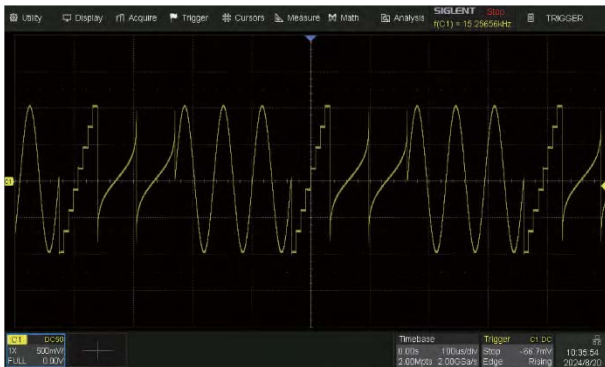 Utility Display Acquire Trigger Cursors Measure Math Analysis SIGLENT Stop TRIGGER
f(C1) = 15.25656kHz
C1
C1 DC50
1X 500mV/
FULL 0.00V
Timebase
0.00s 100us/div
2.00Mpts 2.00GSa/s
Trigger C1 DC
Stop -66.7mV
Edge Rising
10:35:54
2024/8/20